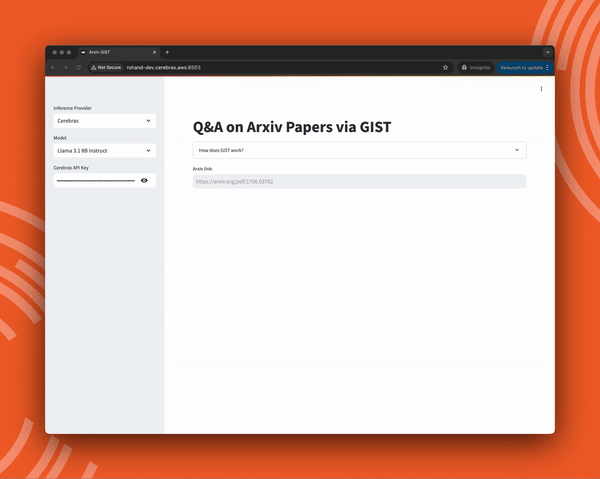 Arxiv GIST
Not Secure
rohand-dev.cerebras.aws:8503
Incognito
Relaunch to update
Inference Provider
Cerebras
Model
Llama 3.1 8B Instruct
Cerebras API Key
Q&A on Arxiv Papers via GIST
How does GIST work?
Arxiv link:
https://arxiv.org/pdf/1706.03762